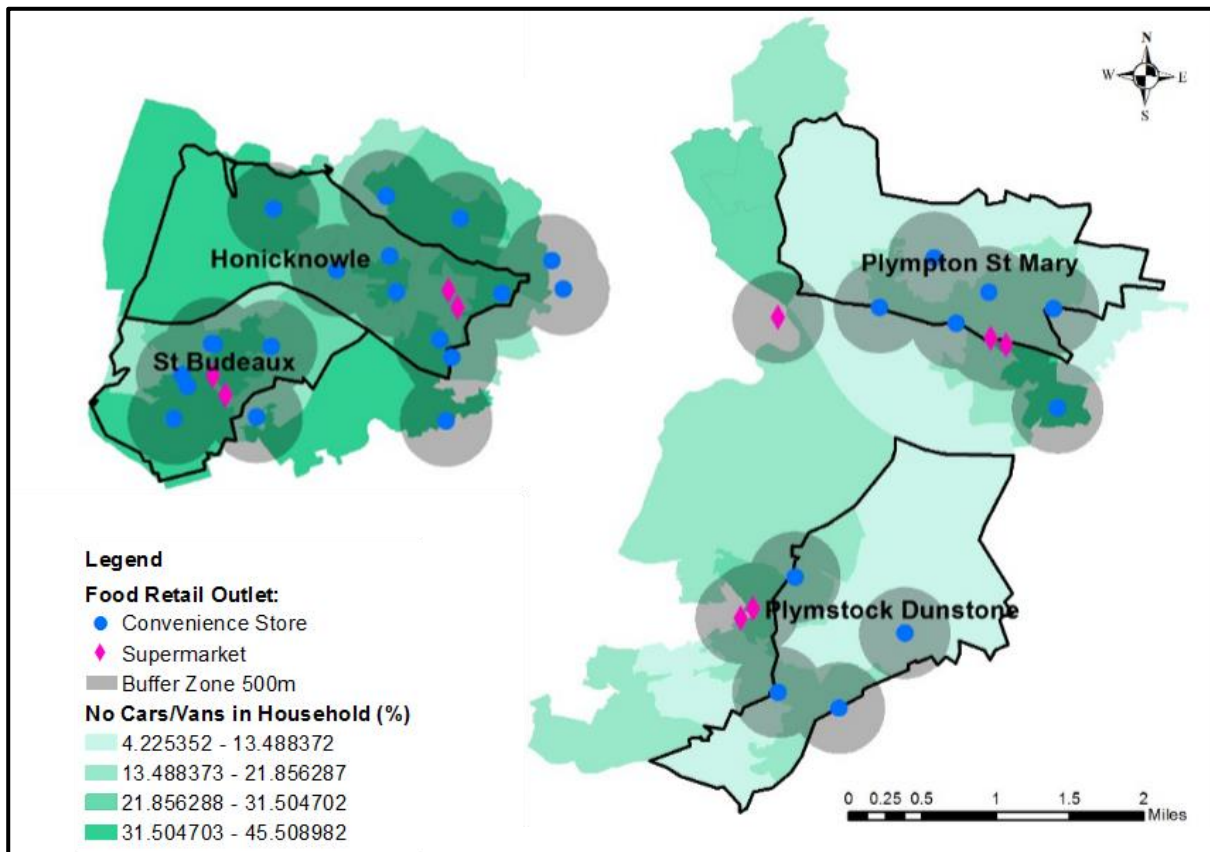 N
W E
S
Honicknowle
Plympton St Mary
St Budeaux
Plymstock Dunstone
Legend
Food Retail Outlet:
Convenience Store
Supermarket
Buffer Zone 500m
No Cars/Vans in Household (%)
4.225352 - 13.488372
13.488373 - 21.856287
21.856288 - 31.504702
31.504703 - 45.508982
0 0.25 0.5 1 1.5 2
Miles